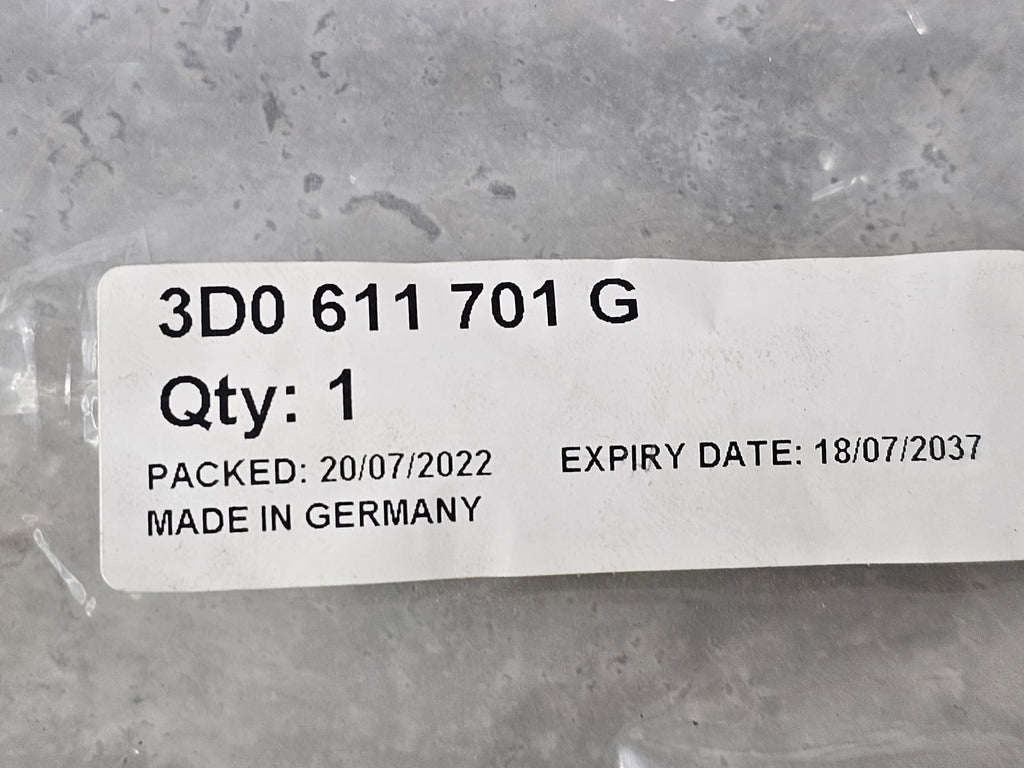 3D0 611 701 G
Qty: 1
PACKED: 20/07/2022 EXPIRY DATE: 18/07/2037
MADE IN GERMANY